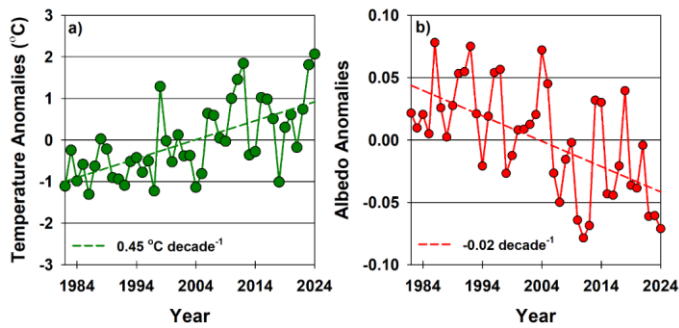 a)
Temperature Anomalies (°C)
3
2
1
0
-1
-2
-3
0.45 °C decade-1
1984 1994 2004 2014 2024
Year
b)
Albedo Anomalies
0.10
0.05
0.00
-0.05
-0.10
-0.02 decade-1
1984 1994 2004 2014 2024
Year